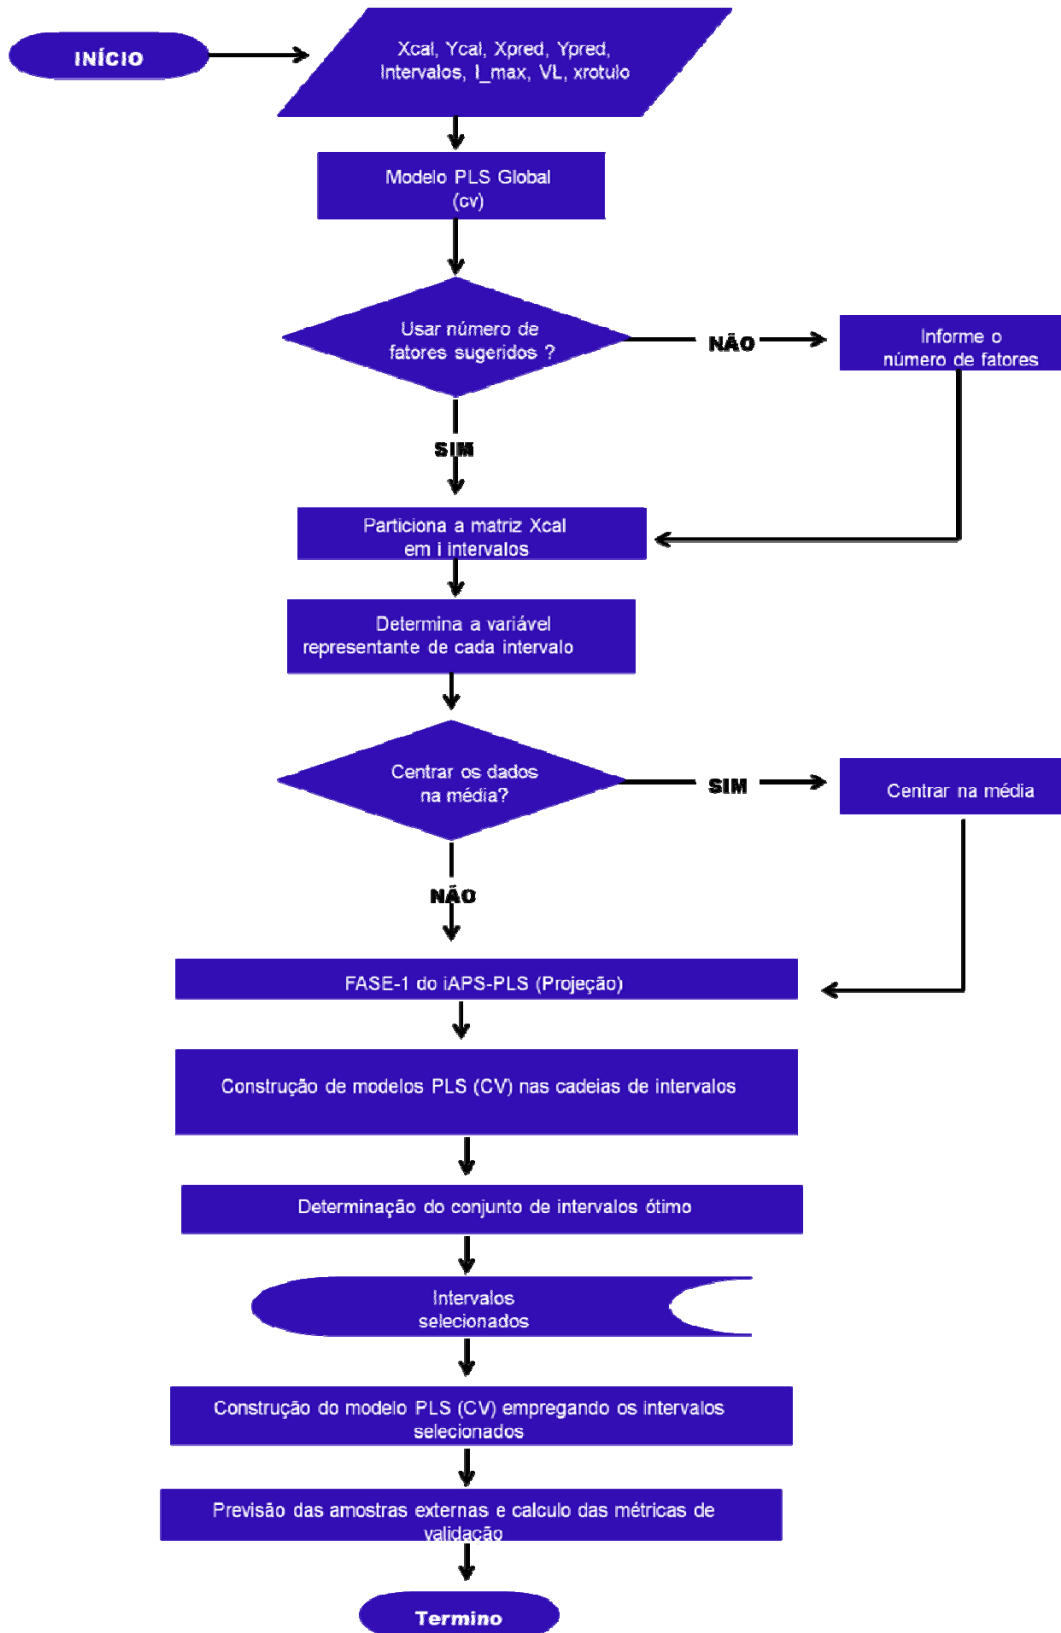 INÍCIO
Xcal, Ycal, Xpred, Ypred,
Intervalos, I_max, VL, xrotulo
Modelo PLS Global
(cv)
Usar número de
fatores sugeridos ?
NÃO
Informe o
número de fatores
SIM
Particiona a matriz Xcal
em i intervalos
Determina a variável
representante de cada intervalo
Centrar os dados
na média?
SIM
Centrar na média
NÃO
FASE-1 do iAPS-PLS (Projeção)
Construção de modelos PLS (CV) nas cadeias de intervalos
Determinação do conjunto de intervalos ótimo
Intervalos
selecionados
Construção do modelo PLS (CV) empregando os intervalos
selecionados
Previsão das amostras externas e calculo das métricas de
validação
Termino